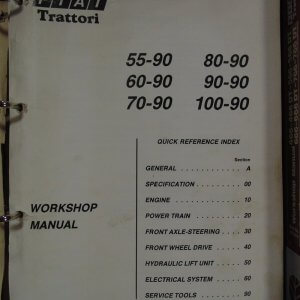 FIAT
Trattori
55-90 80-90
60-90 90-90
70-90 100-90
QUICK REFERENCE INDEX
Section
GENERAL . . . . . . . . . . . . . A
SPECIFICATION . . . . . . . . 00
ENGINE . . . . . . . . . . . . . . 10
POWER TRAIN . . . . . . . . . 20
FRONT AXLE-STEERING . . . . 30
FRONT WHEEL DRIVE . . . . . 40
HYDRAULIC LIFT UNIT . . . . . 50
ELECTRICAL SYSTEM . . . . . . 60
SERVICE TOOLS . . . . . . . . 90
WORKSHOP
MANUAL